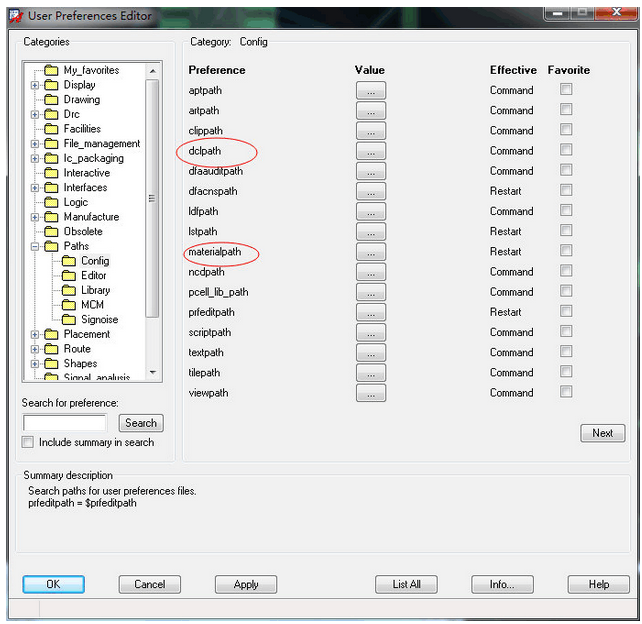 User Preferences Editor
Categories
My_favorites
Display
Drawing
Drc
Facilities
File_management
Ic_packaging
Interactive
Interfaces
Logic
Manufacture
Obsolete
Paths
Config
Editor
Library
MCM
Signoise
Placement
Route
Shapes
Signal_analysis
Search for preference:
Search
Include summary in search
Category: Config
Preference Value Effective Favorite
aptpath ... Command
artpath ... Command
clippath ... Command
dclpath ... Command
dfaauditpath ... Command
dfacnspath ... Restart
ldfpath ... Command
lstpath ... Restart
materialpath ... Restart
ncdpath ... Command
pcell_lib_path ... Command
prfeditpath ... Restart
scriptpath ... Command
textpath ... Command
tilepath ... Command
viewpath ... Command
Next
Summary description
Search paths for user preferences files.
prfeditpath = $prfeditpath
OK Cancel Apply List All Info... Help